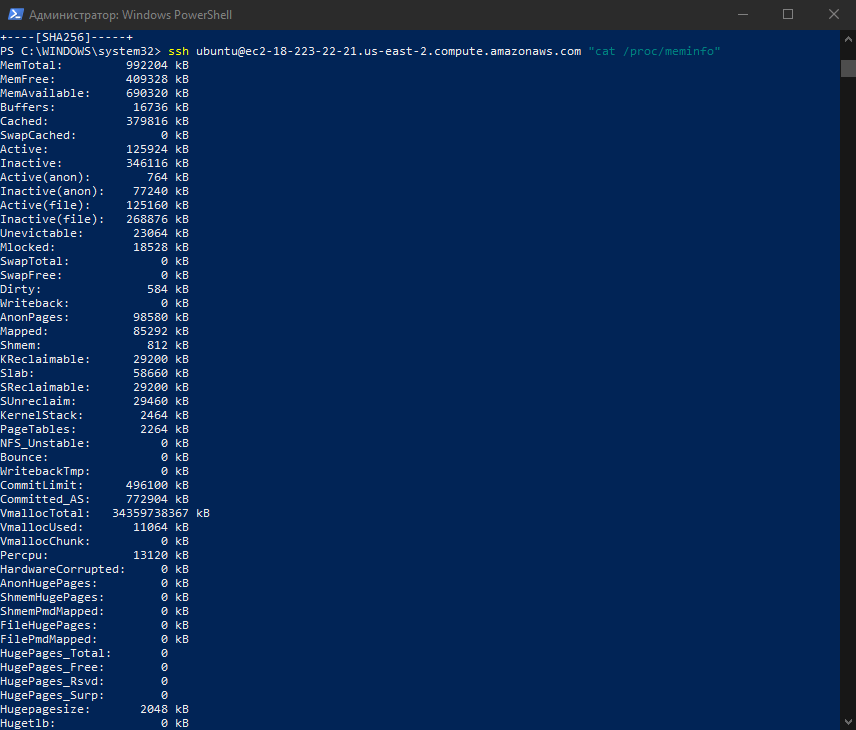 Администратор: Windows PowerShell
+----[SHA256]-----+
PS C:\WINDOWS\system32> ssh ubuntu@ec2-18-223-22-21.us-east-2.compute.amazonaws.com "cat /proc/meminfo"
MemTotal:         992204 kB
MemFree:          409328 kB
MemAvailable:     690320 kB
Buffers:           16736 kB
Cached:           379816 kB
SwapCached:            0 kB
Active:           125924 kB
Inactive:         346116 kB
Active(anon):        764 kB
Inactive(anon):    77240 kB
Active(file):     125160 kB
Inactive(file):   268876 kB
Unevictable:       23064 kB
Mlocked:           18528 kB
SwapTotal:             0 kB
SwapFree:              0 kB
Dirty:               584 kB
Writeback:             0 kB
AnonPages:         98580 kB
Mapped:            85292 kB
Shmem:               812 kB
KReclaimable:      29200 kB
Slab:              58660 kB
SReclaimable:      29200 kB
SUnreclaim:        29460 kB
KernelStack:        2464 kB
PageTables:         2264 kB
NFS_Unstable:          0 kB
Bounce:                0 kB
WritebackTmp:          0 kB
CommitLimit:      496100 kB
Committed_AS:     772904 kB
VmallocTotal:   34359738367 kB
VmallocUsed:       11064 kB
VmallocChunk:          0 kB
Percpu:            13120 kB
HardwareCorrupted:     0 kB
AnonHugePages:         0 kB
ShmemHugePages:        0 kB
ShmemPmdMapped:        0 kB
FileHugePages:         0 kB
FilePmdMapped:         0 kB
HugePages_Total:       0
HugePages_Free:        0
HugePages_Rsvd:        0
HugePages_Surp:        0
Hugepagesize:       2048 kB
Hugetlb:               0 kB